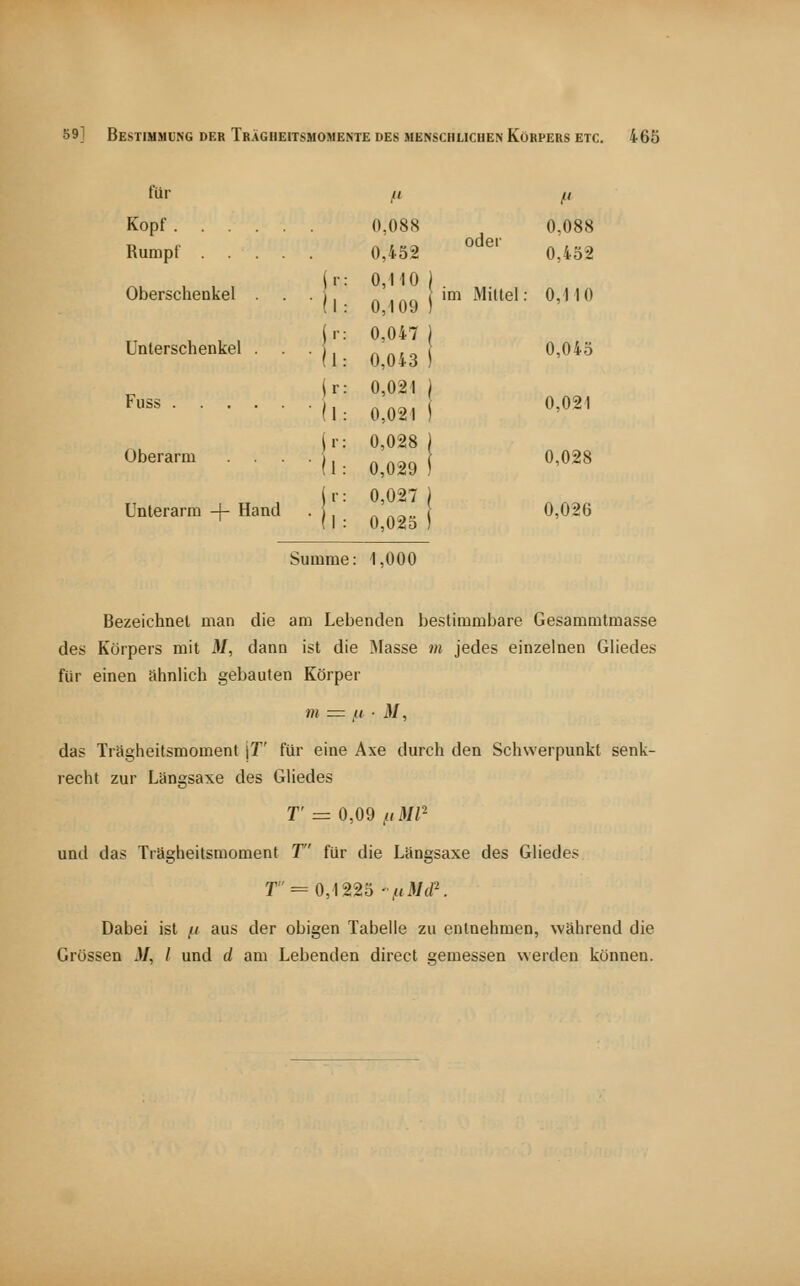 59] Bestimmung der Trägheitsmomente des menschlichen Körpers etc. 465
für µ µ
Kopf . . . . . . 0,088 oder 0,088
Rumpf . . . . . 0,452 0,452
Oberschenkel . . . { r: 0,110 } im Mittel: 0,110
{ l: 0,109 }
Unterschenkel . . . { r: 0,047 } 0,045
{ l: 0,043 }
Fuss . . . . . . { r: 0,021 } 0,021
{ l: 0,021 }
Oberarm . . . . { r: 0,028 } 0,028
{ l: 0,029 }
Unterarm + Hand . { r: 0,027 } 0,026
{ l: 0,025 }
Summe: 1,000
Bezeichnet man die am Lebenden bestimmbare Gesammtmasse
des Körpers mit M, dann ist die Masse m jedes einzelnen Gliedes
für einen ähnlich gebauten Körper
m = µ · M,
das Trägheitsmoment T' für eine Axe durch den Schwerpunkt senk-
recht zur Längsaxe des Gliedes
T' = 0,09 µMl²
und das Trägheitsmoment T'' für die Längsaxe des Gliedes
T'' = 0,1225 · µMd².
Dabei ist µ aus der obigen Tabelle zu entnehmen, während die
Grössen M, l und d am Lebenden direct gemessen werden können.